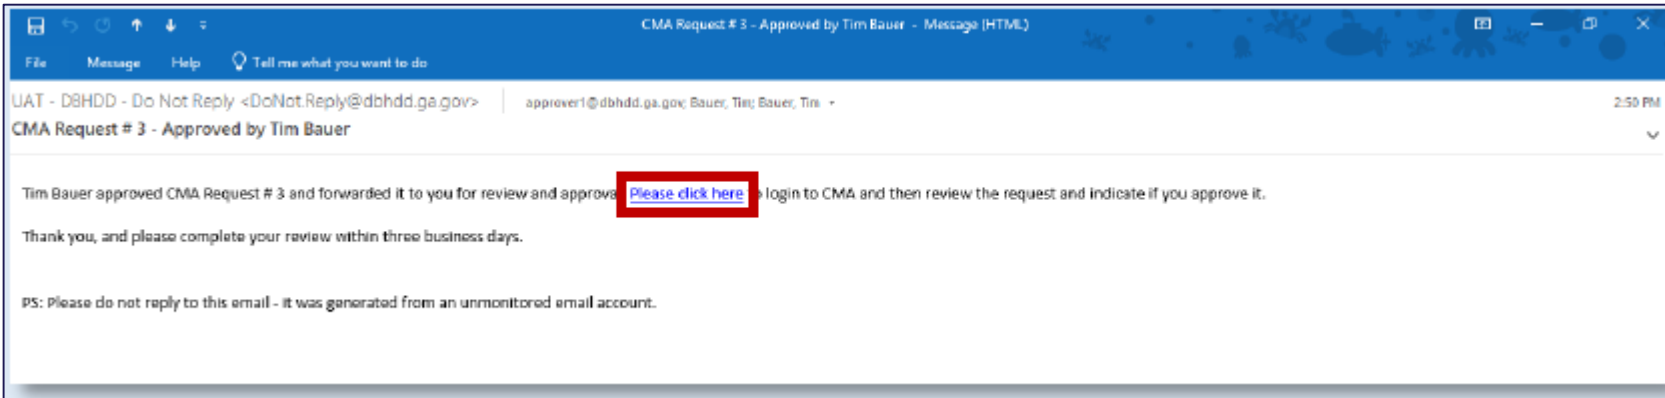 CMA Request # 3 - Approved by Tim Bauer - Message (HTML)
File Message Help Tell me what you want to do
UAT - DBHDD - Do Not Reply <DoNot.Reply@dbhdd.ga.gov> approver1@dbhdd.ga.gov; Bauer, Tim; Bauer, Tim 2:50 PM
CMA Request # 3 - Approved by Tim Bauer
Tim Bauer approved CMA Request # 3 and forwarded it to you for review and approva Please click here login to CMA and then review the request and indicate if you approve it.
Thank you, and please complete your review within three business days.
PS: Please do not reply to this email - it was generated from an unmonitored email account.